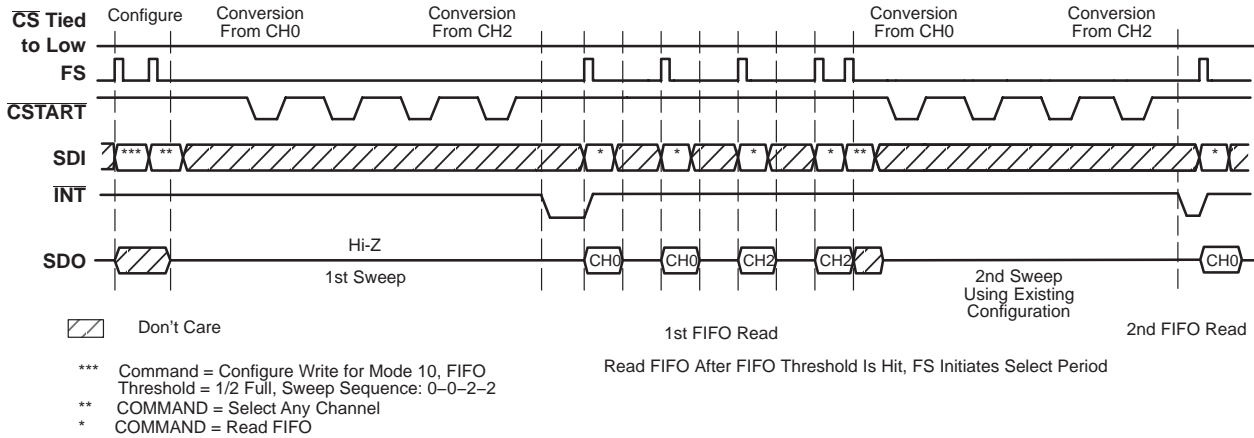 CS Tied
to Low
Configure
Conversion
From CH0
Conversion
From CH2
Conversion
From CH0
Conversion
From CH2
FS
CSTART
SDI
***
**
*
*
*
*
**
*
INT
Hi-Z
SDO
CH0
CH0
CH2
CH2
CH0
1st Sweep
2nd Sweep
Using Existing
Configuration
Don't Care
1st FIFO Read
2nd FIFO Read
*** Command = Configure Write for Mode 10, FIFO
Threshold = 1/2 Full, Sweep Sequence: 0–0–2–2
** COMMAND = Select Any Channel
* COMMAND = Read FIFO
Read FIFO After FIFO Threshold Is Hit, FS Initiates Select Period